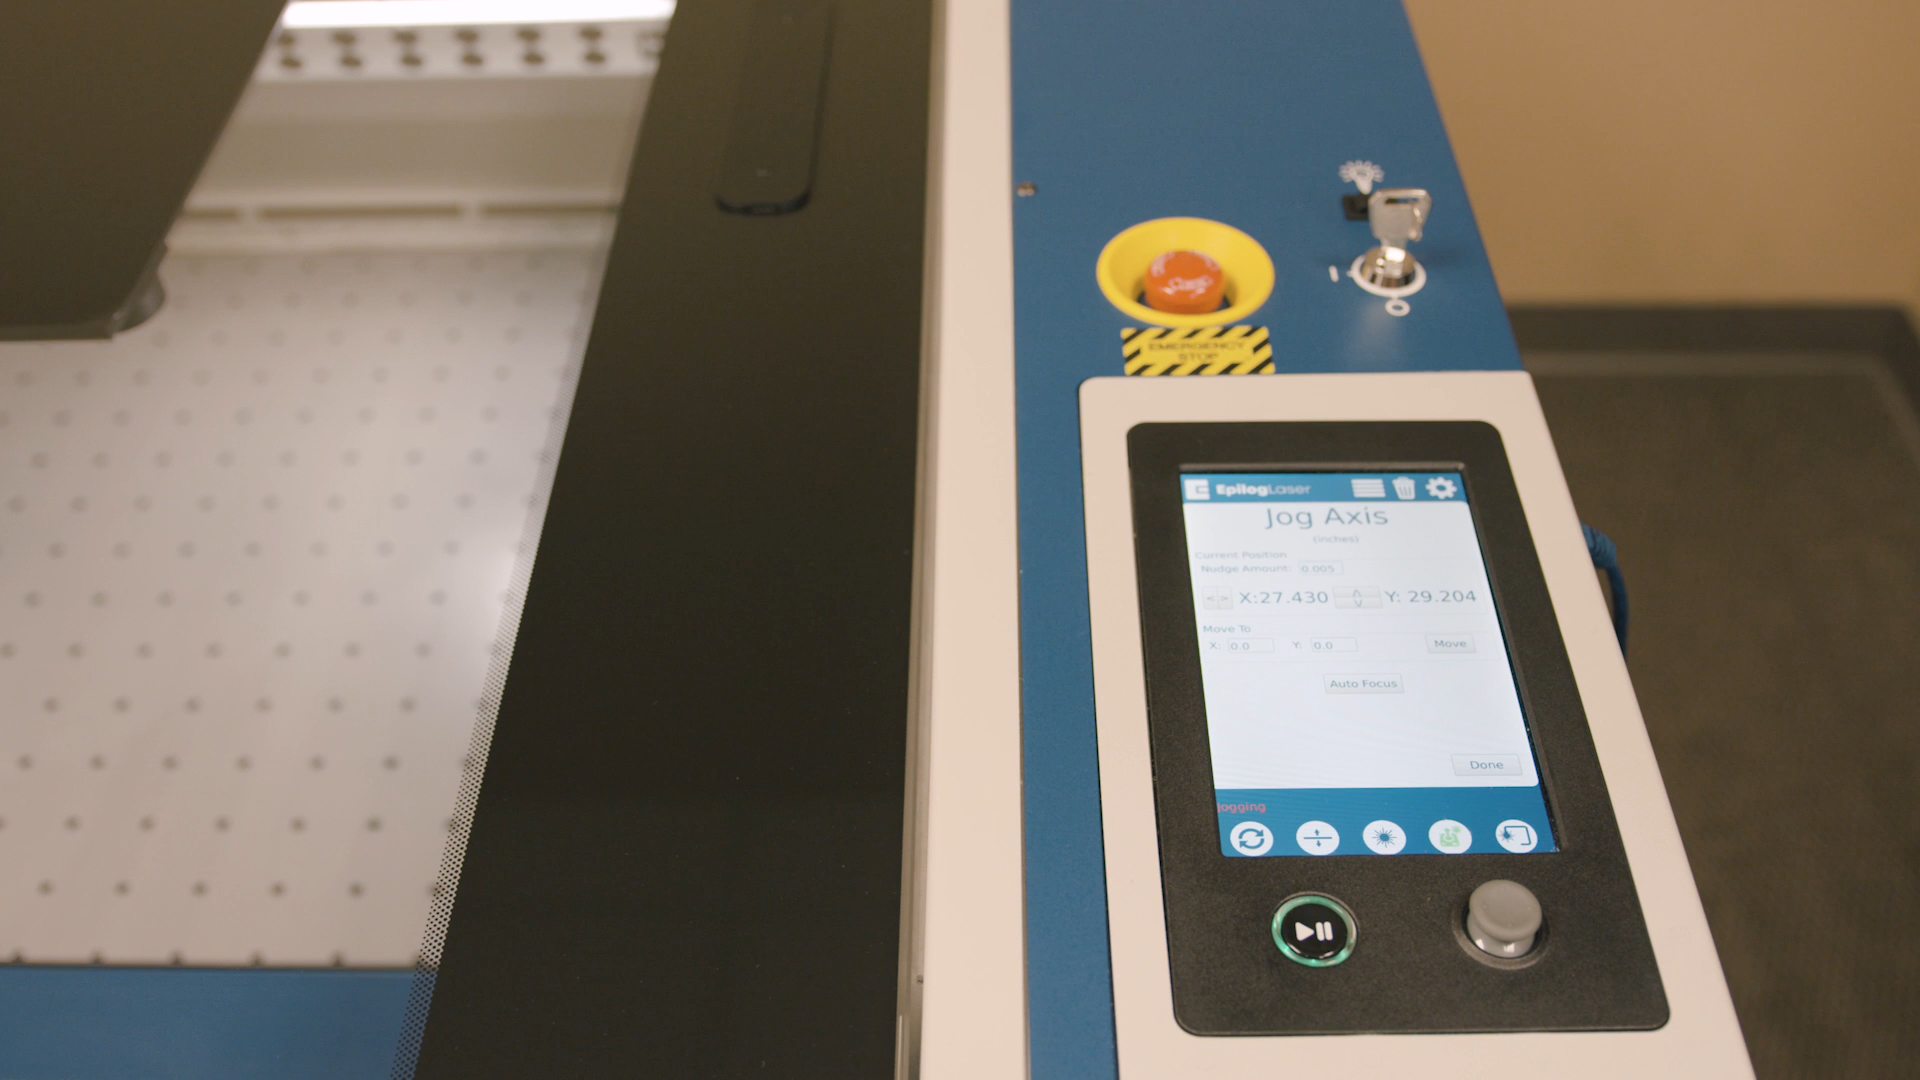 EMERGENCY
STOP
EpilogLaser
Jog Axis
(inches)
Current Position
Nudge Amount: 0.005
< > X:27.430 Y: 29.204
Move To
X: 0.0 Y: 0.0 Move
Auto Focus
Done
Jogging